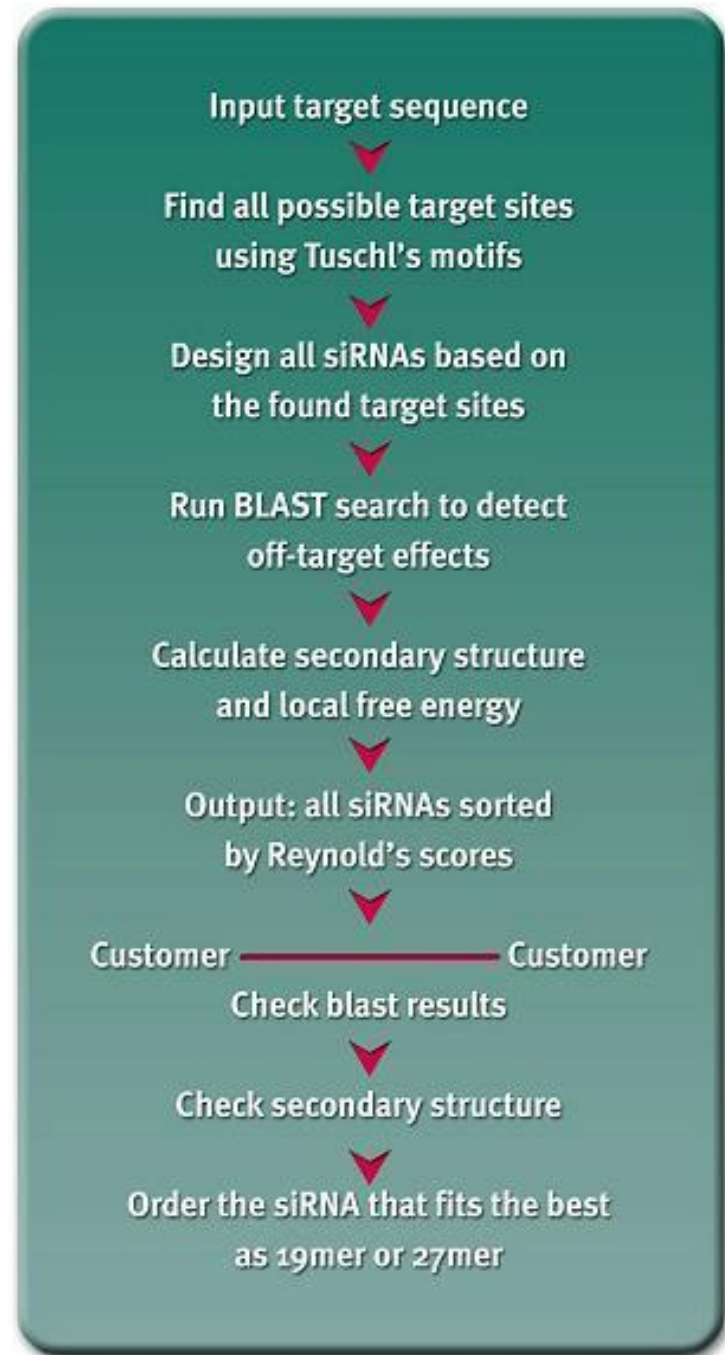 Input target sequence
Find all possible target sites
using Tuschl's motifs
Design all siRNAs based on
the found target sites
Run BLAST search to detect
off-target effects
Calculate secondary structure
and local free energy
Output: all siRNAs sorted
by Reynold's scores
Customer Customer
Check blast results
Check secondary structure
Order the siRNA that fits the best
as 19mer or 27mer